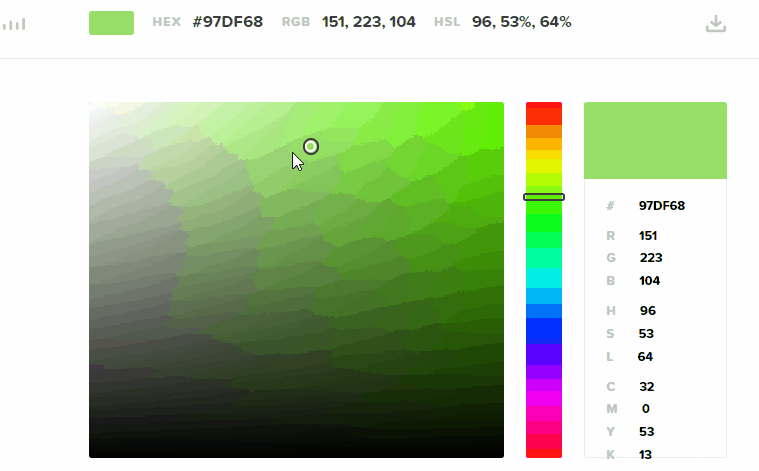 HEX #97DF68 RGB 151, 223, 104 HSL 96, 53%, 64%
# 97DF68
R 151
G 223
B 104
H 96
S 53
L 64
C 32
M 0
Y 53
K 13